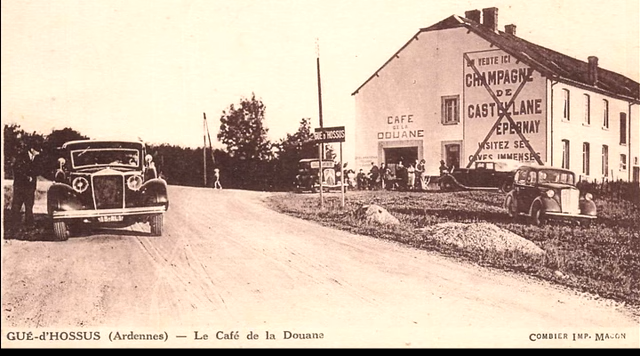 EN VENTE ICI
CHAMPAGNE
DE
CASTELLANE
EPERNAY
VISITEZ SES
CAVES IMMENSES
CAFE
DE LA
DOUANE
GUÉ d'HOSSUS
GUÉ-d'HOSSUS (Ardennes) — Le Café de la Douane
COMBIER IMP. MACON